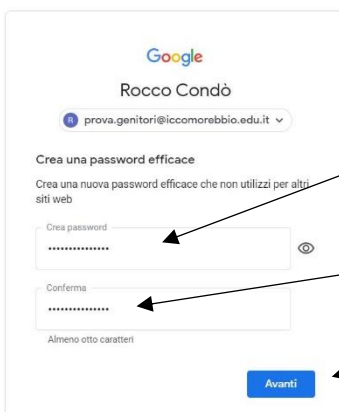 Google
Rocco Condò
R prova.genitori@iccomorebbio.edu.it
Crea una password efficace
Crea una nuova password efficace che non utilizzi per altri
siti web
Crea password
•••••••••••••••
Conferma
•••••••••••••••
Almeno otto caratteri
Avanti